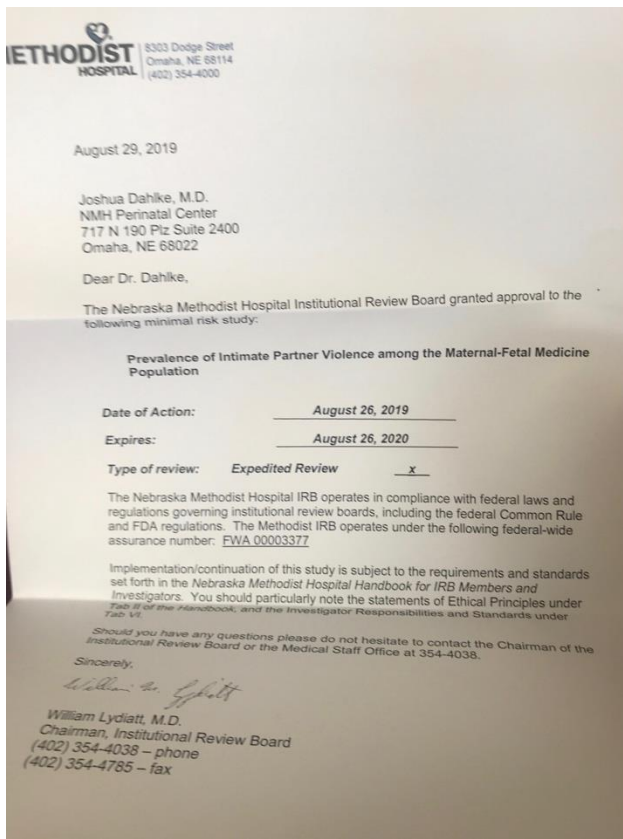 METHODIST
HOSPITAL
8303 Dodge Street
Omaha, NE 68114
(402) 354-4000
August 29, 2019
Joshua Dahlke, M.D.
NMH Perinatal Center
717 N 190 Plz Suite 2400
Omaha, NE 68022
Dear Dr. Dahlke,
The Nebraska Methodist Hospital Institutional Review Board granted approval to the
following minimal risk study:
Prevalence of Intimate Partner Violence among the Maternal-Fetal Medicine
Population
Date of Action: August 26, 2019
Expires: August 26, 2020
Type of review: Expedited Review x
The Nebraska Methodist Hospital IRB operates in compliance with federal laws and
regulations governing institutional review boards, including the federal Common Rule
and FDA regulations. The Methodist IRB operates under the following federal-wide
assurance number: FWA 00003377
Implementation/continuation of this study is subject to the requirements and standards
set forth in the Nebraska Methodist Hospital Handbook for IRB Members and
Investigators. You should particularly note the statements of Ethical Principles under
Tab II of the Handbook, and the Investigator Responsibilities and Standards under
Tab VI.
Should you have any questions please do not hesitate to contact the Chairman of the
Institutional Review Board or the Medical Staff Office at 354-4038.
Sincerely,
William Lydiatt, M.D.
Chairman, Institutional Review Board
(402) 354-4038 – phone
(402) 354-4785 – fax